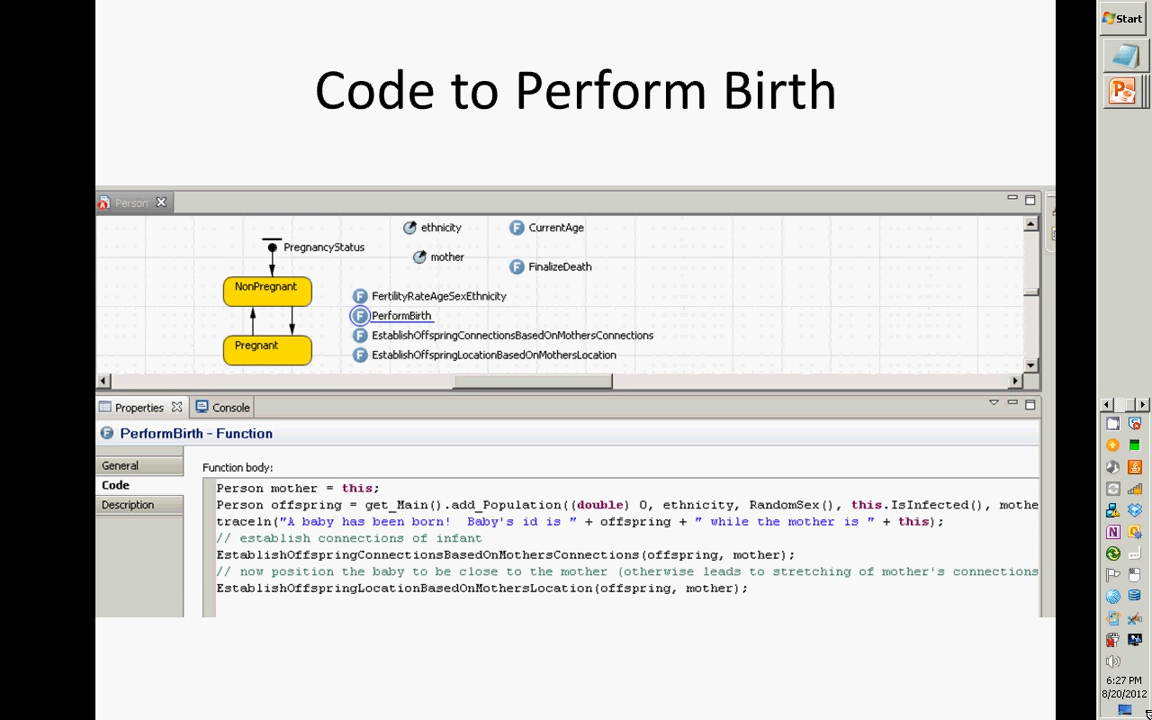 Start
Code to Perform Birth
Person
ethnicity
CurrentAge
PregnancyStatus
mother
FinalizeDeath
NonPregnant
FertilityRateAgeSexEthnicity
PerformBirth
EstablishOffspringConnectionsBasedOnMothersConnections
Pregnant
EstablishOffspringLocationBasedOnMothersLocation
Properties
Console
PerformBirth - Function
General
Function body:
Code
Description
Person mother = this;
Person offspring = get_Main().add_Population((double) 0, ethnicity, RandomSex(), this.IsInfected(), mothe
traceln("A baby has been born!  Baby's id is " + offspring + " while the mother is " + this);
// establish connections of infant
EstablishOffspringConnectionsBasedOnMothersConnections(offspring, mother);
// now position the baby to be close to the mother (otherwise leads to stretching of mother's connections
EstablishOffspringLocationBasedOnMothersLocation(offspring, mother);
6:27 PM
8/20/2012